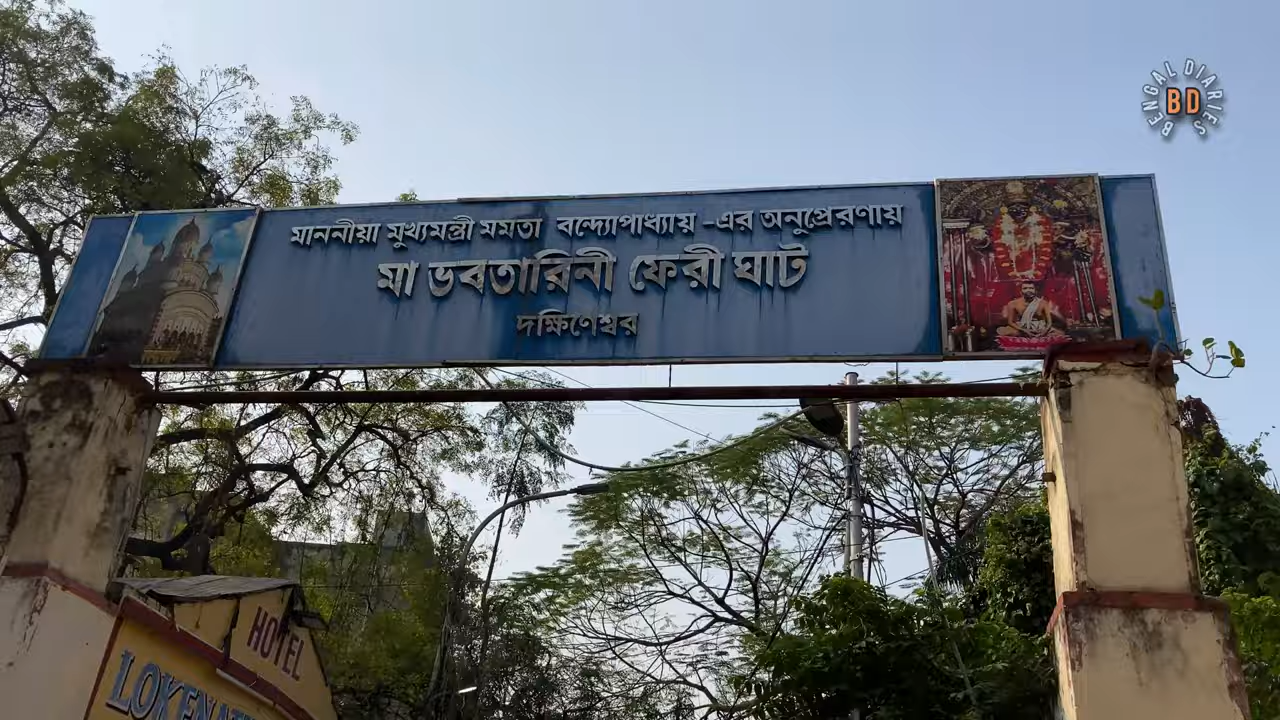 মাননীয়া মুখ্যমন্ত্রী মমতা বন্দ্যোপাধ্যায় -এর অনুপ্রেরণায়
মা ভবতারিনী ফেরী ঘাট
দক্ষিণেশ্বর
BENGAL DIARIES
BD
HOTEL